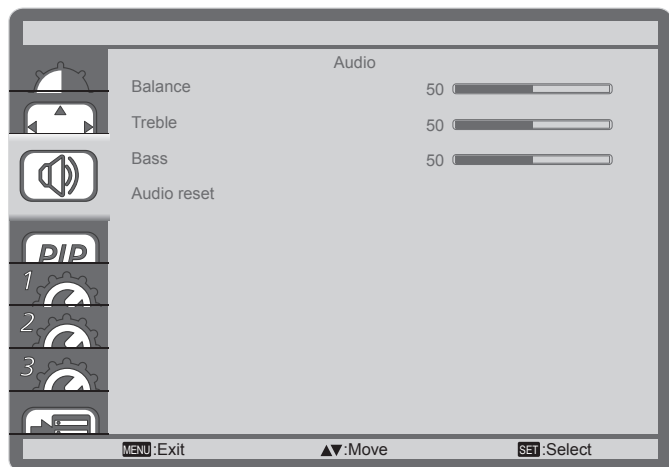 Audio
Balance 50
Treble 50
Bass 50
Audio reset
PIP
1
2
3
MENU:Exit ▲▼:Move SET:Select